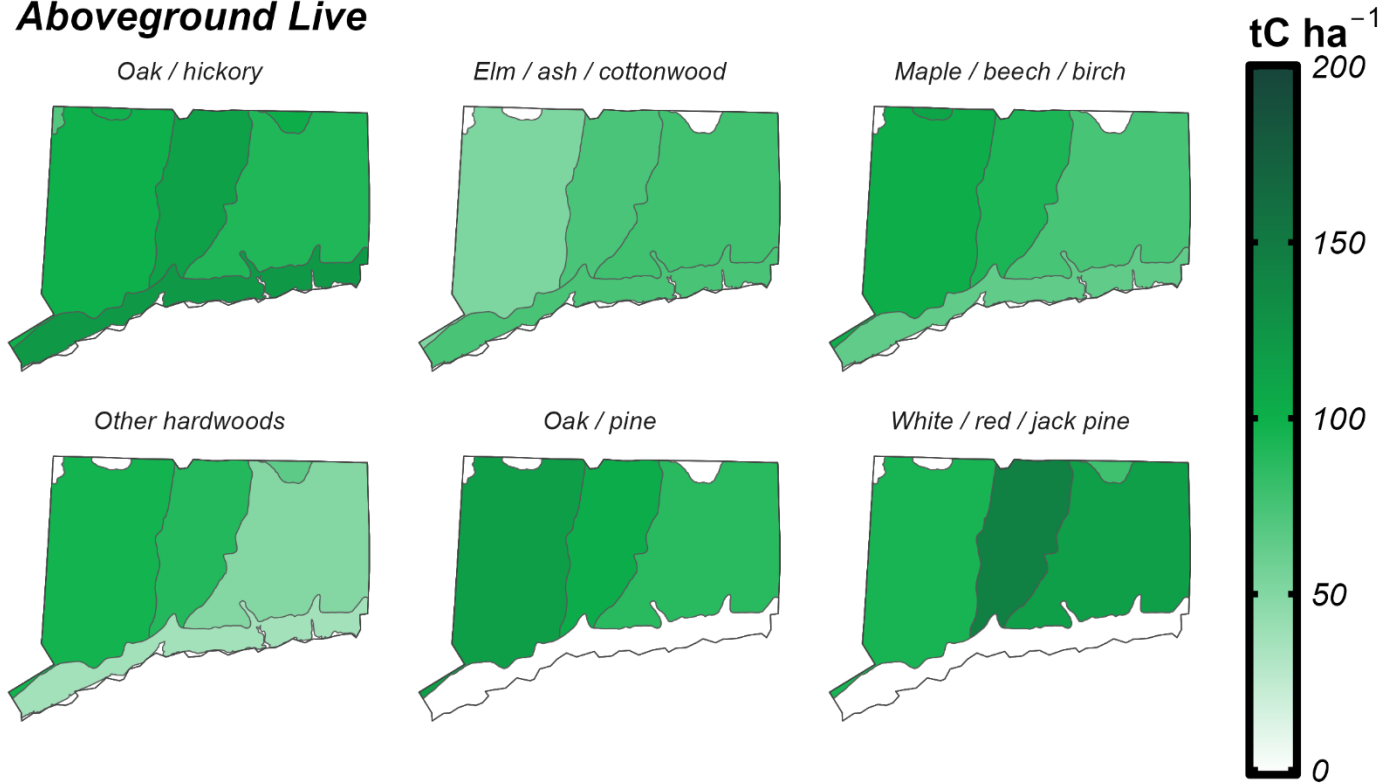 Aboveground Live
tC ha⁻¹
Oak / hickory
Elm / ash / cottonwood
Maple / beech / birch
Other hardwoods
Oak / pine
White / red / jack pine
200
150
100
50
0